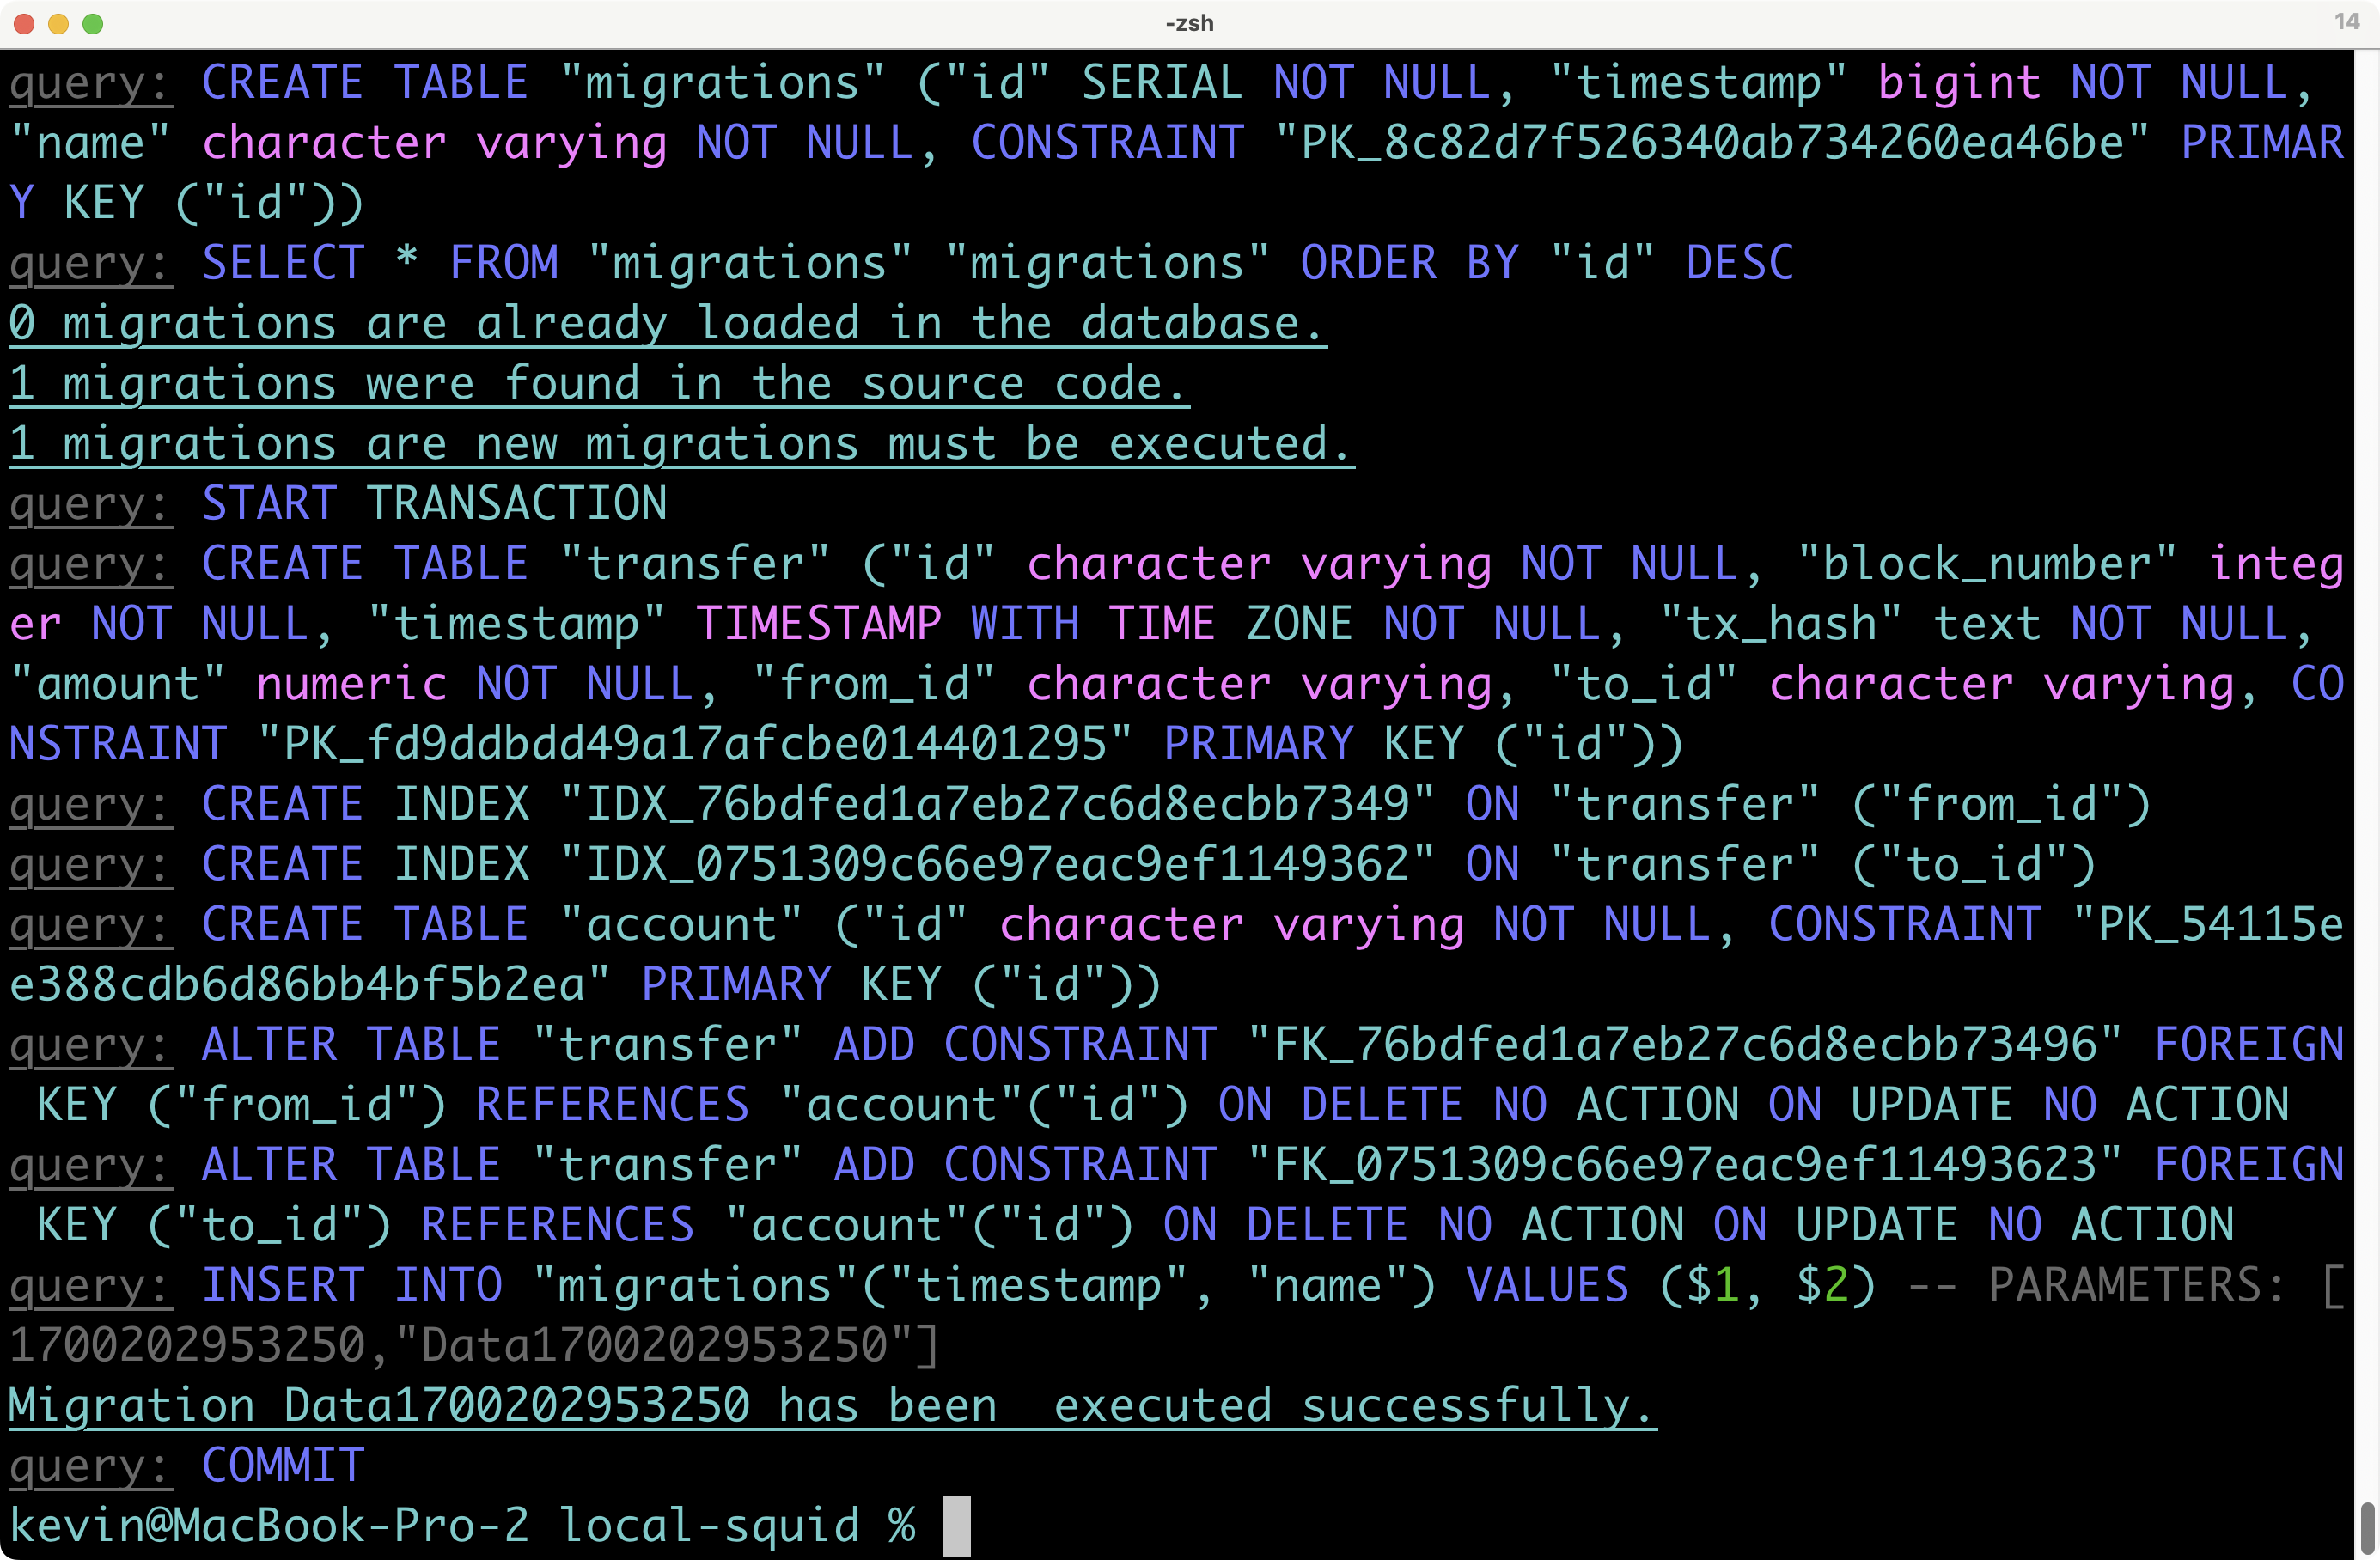 -zsh
14
query: CREATE TABLE "migrations" ("id" SERIAL NOT NULL, "timestamp" bigint NOT NULL,
"name" character varying NOT NULL, CONSTRAINT "PK_8c82d7f526340ab734260ea46be" PRIMAR
Y KEY ("id"))
query: SELECT * FROM "migrations" "migrations" ORDER BY "id" DESC
0 migrations are already loaded in the database.
1 migrations were found in the source code.
1 migrations are new migrations must be executed.
query: START TRANSACTION
query: CREATE TABLE "transfer" ("id" character varying NOT NULL, "block_number" integ
er NOT NULL, "timestamp" TIMESTAMP WITH TIME ZONE NOT NULL, "tx_hash" text NOT NULL,
"amount" numeric NOT NULL, "from_id" character varying, "to_id" character varying, CO
NSTRAINT "PK_fd9ddbdd49a17afcbe014401295" PRIMARY KEY ("id"))
query: CREATE INDEX "IDX_76bdfed1a7eb27c6d8ecbb7349" ON "transfer" ("from_id")
query: CREATE INDEX "IDX_0751309c66e97eac9ef1149362" ON "transfer" ("to_id")
query: CREATE TABLE "account" ("id" character varying NOT NULL, CONSTRAINT "PK_54115e
e388cdb6d86bb4bf5b2ea" PRIMARY KEY ("id"))
query: ALTER TABLE "transfer" ADD CONSTRAINT "FK_76bdfed1a7eb27c6d8ecbb73496" FOREIGN
 KEY ("from_id") REFERENCES "account"("id") ON DELETE NO ACTION ON UPDATE NO ACTION
query: ALTER TABLE "transfer" ADD CONSTRAINT "FK_0751309c66e97eac9ef11493623" FOREIGN
 KEY ("to_id") REFERENCES "account"("id") ON DELETE NO ACTION ON UPDATE NO ACTION
query: INSERT INTO "migrations"("timestamp", "name") VALUES ($1, $2) -- PARAMETERS: [
1700202953250,"Data1700202953250"]
Migration Data1700202953250 has been  executed successfully.
query: COMMIT
kevin@MacBook-Pro-2 local-squid %